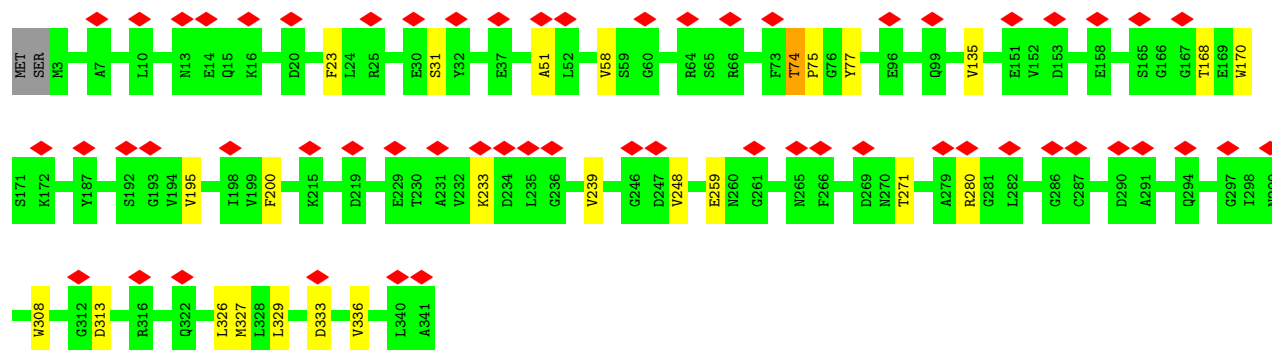 MET SER M3 A7 L10 N13 E14 Q15 K16 D20 F23 L24 R25 E30 S31 Y32 E37 A51 L52 V58 S59 G60 R64 S65 R66 F73 T74 P75 G76 Y77 E96 Q99 V135 E151 V152 D153 E158 S165 G166 G167 T168 E169 W170
S171 K172 Y187 S192 G193 V194 V195 I198 V199 F200 K215 D219 E229 T230 A231 V232 K233 D234 L235 G236 V239 G246 D247 V248 E259 N260 G261 N265 F266 D269 N270 T271 A279 R280 G281 L282 G286 C287 D290 A291 Q294 G297 I298
W308 G312 D313 R316 Q322 L326 M327 L328 L329 D333 V336 L340 A341